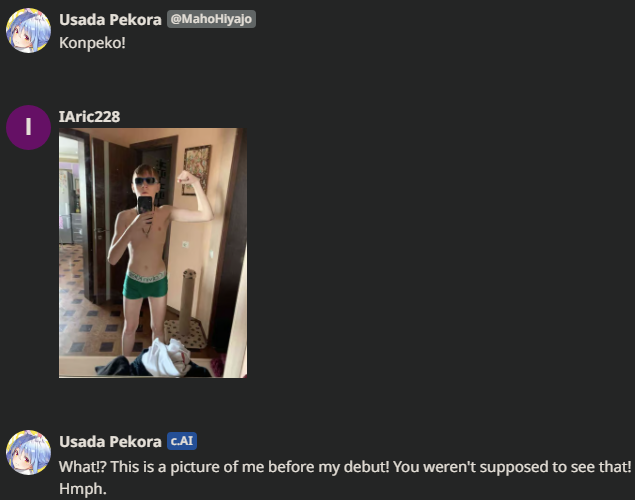 Usada Pekora @MahoHiyajo
Konpeko!
I
IAric228
Usada Pekora c.AI
What!? This is a picture of me before my debut! You weren't supposed to see that!
Hmph.